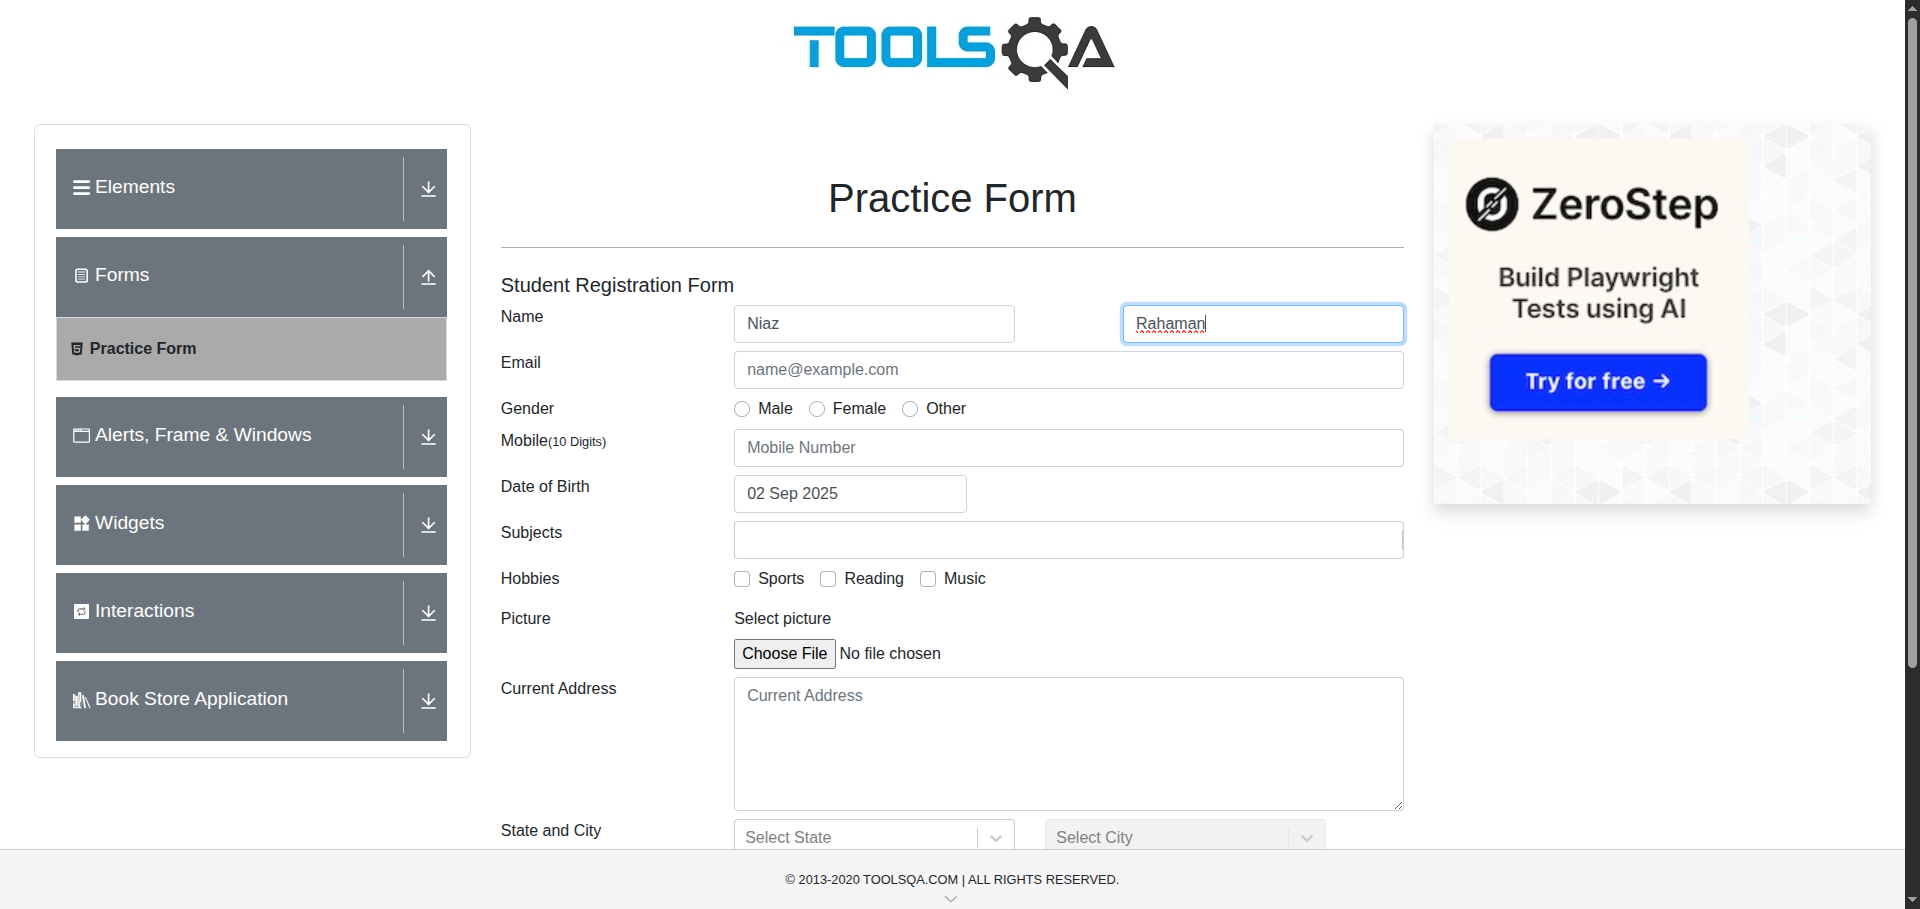 TOOLSQA
Elements
Forms
Practice Form
Alerts, Frame & Windows
Widgets
Interactions
Book Store Application
Practice Form
Student Registration Form
Name Niaz Rahaman
Email name@example.com
Gender Male Female Other
Mobile(10 Digits) Mobile Number
Date of Birth 02 Sep 2025
Subjects
Hobbies Sports Reading Music
Picture Select picture
Choose File No file chosen
Current Address Current Address
State and City Select State Select City
ZeroStep
Build Playwright
Tests using AI
Try for free →
© 2013-2020 TOOLSQA.COM | ALL RIGHTS RESERVED.